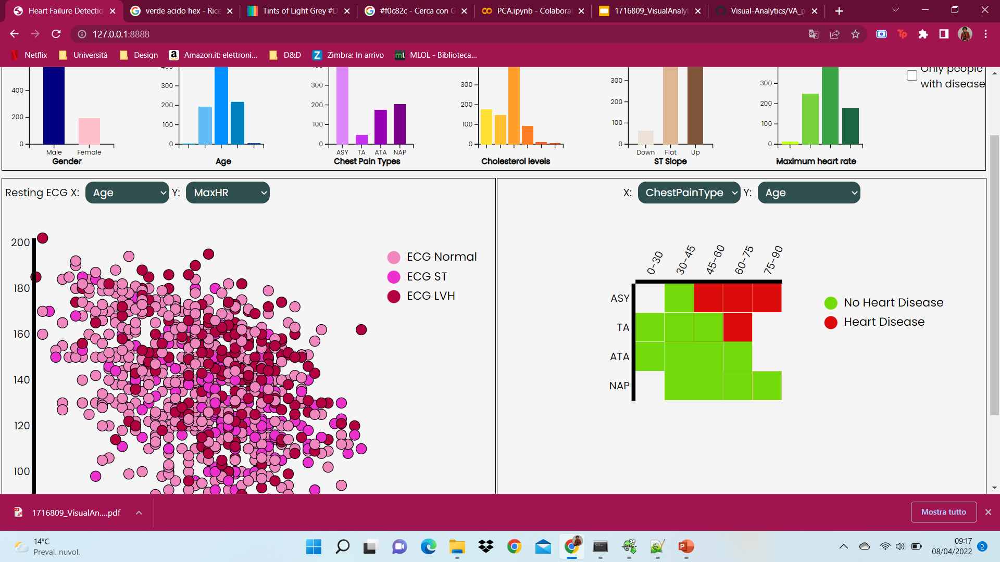 Heart Failure Detectio
verde acido hex - Rice
Tints of Light Grey #D
#f0c82c - Cerca con G
PCA.ipynb - Colabora
1716809_VisualAnalyt
Visual-Analytics/VA_p
127.0.0.1:8888
Netflix
Università
Design
Amazon.it: elettroni...
D&D
Zimbra: In arrivo
MLOL - Biblioteca...
400
200
0
Male
Female
Gender
400
300
200
100
0
Age
400
300
200
100
0
ASY
TA
ATA
NAP
Chest Pain Types
300
200
100
0
Cholesterol levels
300
200
100
0
Down
Flat
Up
ST Slope
300
200
100
0
Maximum heart rate
Only people
with disease
Resting ECG X: Age Y: MaxHR
200
180
160
140
120
100
ECG Normal
ECG ST
ECG LVH
X: ChestPainType Y: Age
0-30
30-45
45-60
60-75
75-90
ASY
TA
ATA
NAP
No Heart Disease
Heart Disease
1716809_VisualAn....pdf
Mostra tutto
14°C
Preval. nuvol.
09:17
08/04/2022
2